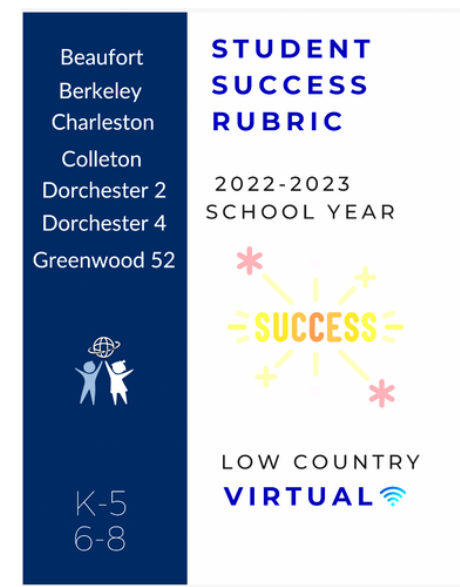 Beaufort
Berkeley
Charleston
Colleton
Dorchester 2
Dorchester 4
Greenwood 52
K-5
6-8
STUDENT
SUCCESS
RUBRIC
2022-2023
SCHOOL YEAR
SUCCESS
LOW COUNTRY
VIRTUAL